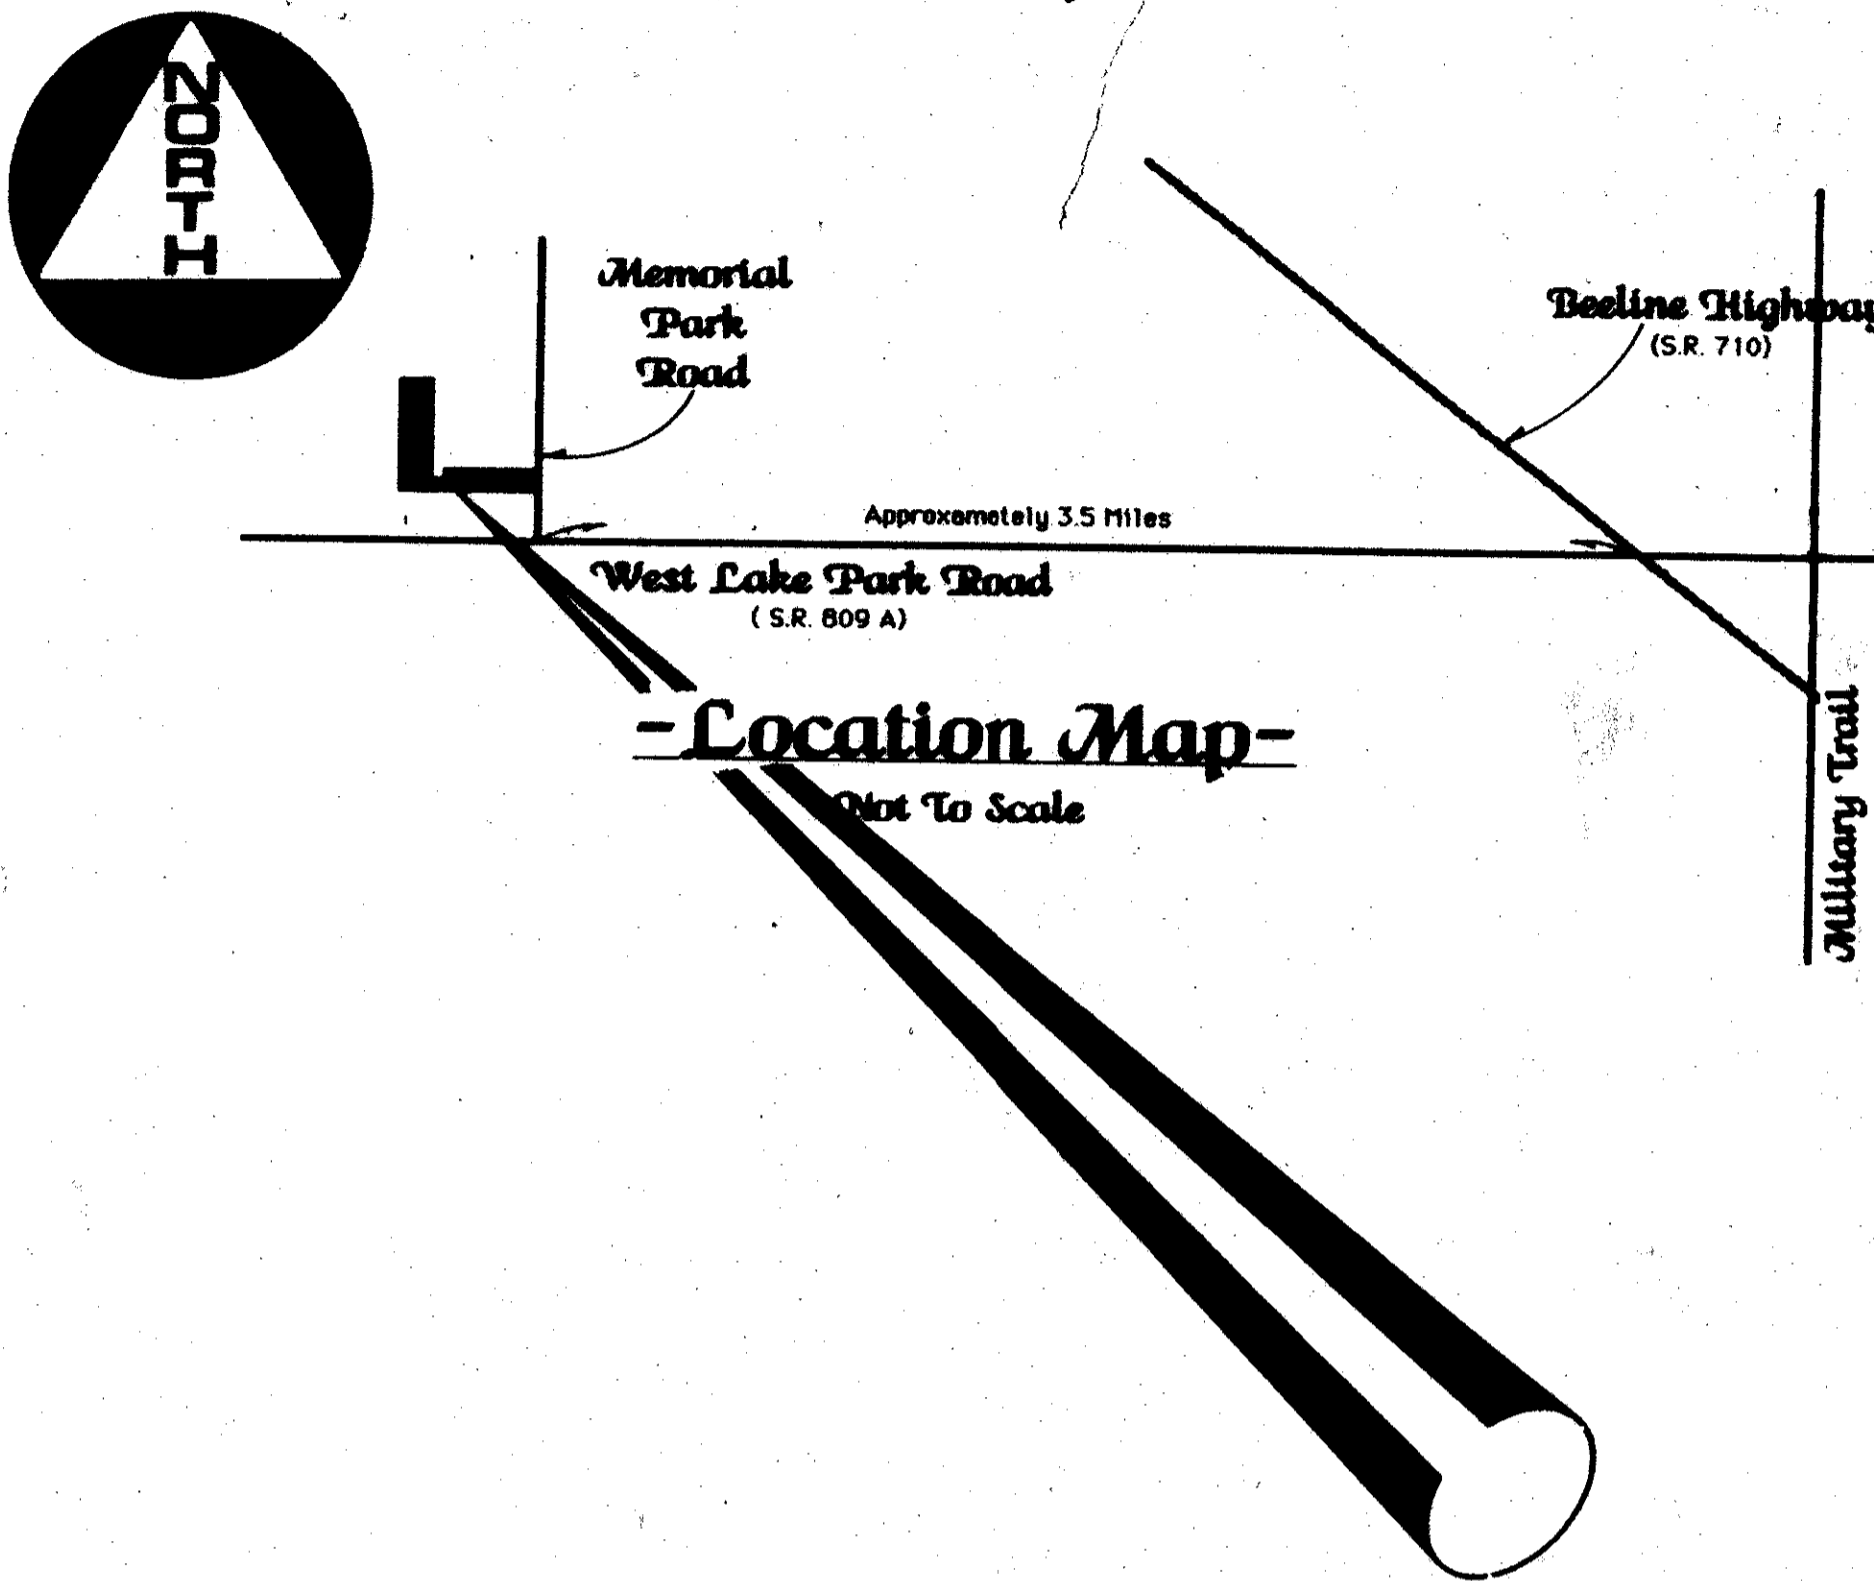 NORTH
Memorial
Park
Road
Beeline Highway
(S.R. 710)
Approxametely 3.5 Miles
West Lake Park Road
( S.R. 809 A)
-Location Map-
Not To Scale
Military Trail